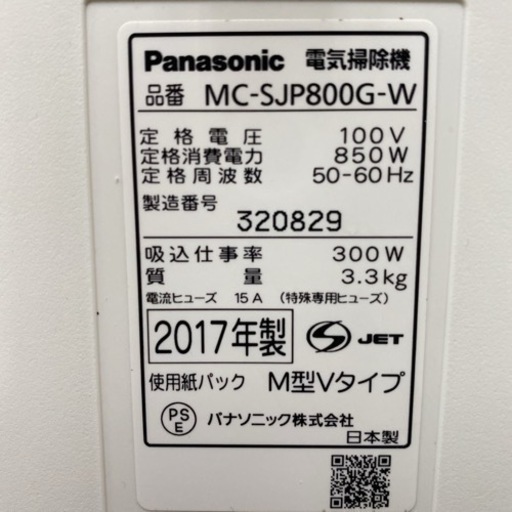 Panasonic 電気掃除機
品番 MC-SJP800G-W
定格電圧 100V
定格消費電力 850W
定格周波数 50-60Hz
製造番号
320829
吸込仕事率 300W
質量 3.3kg
電流ヒューズ 15A (特殊専用ヒューズ)
2017年製 S JET
使用紙パック M型Vタイプ
PSE パナソニック株式会社
日本製